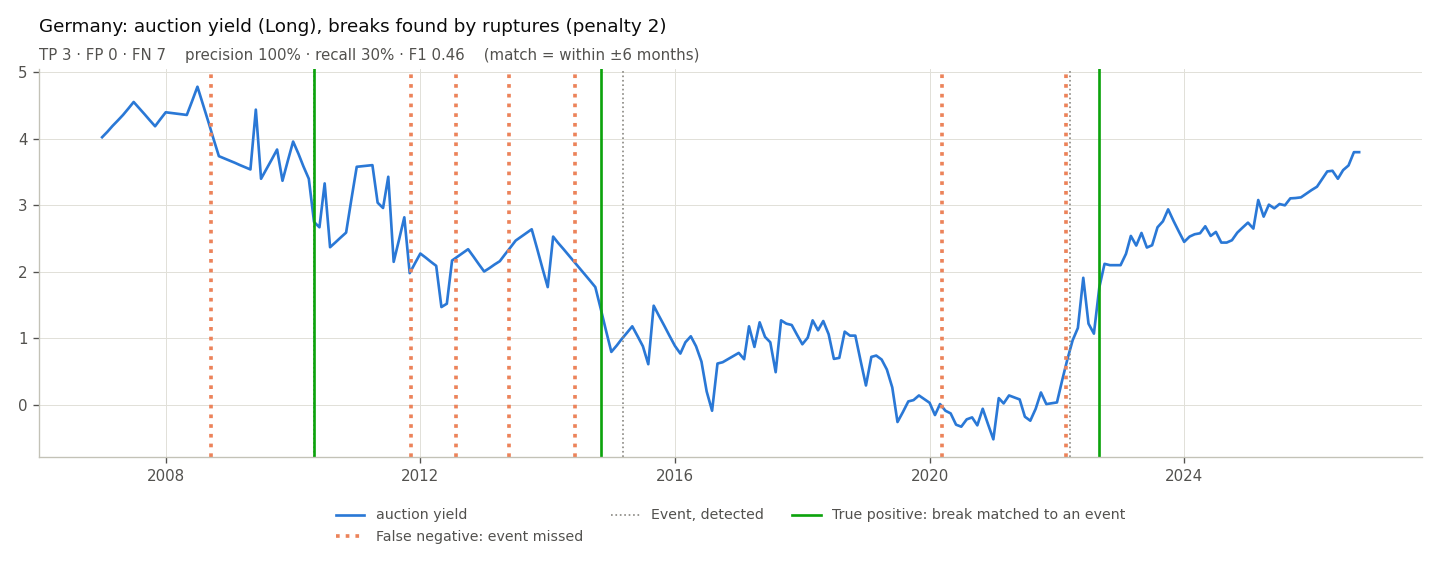 Germany: auction yield (Long), breaks found by ruptures (penalty 2)
TP 3 · FP 0 · FN 7 precision 100% · recall 30% · F1 0.46 (match = within ±6 months)
5
4
3
2
1
0
2008 2012 2016 2020 2024
auction yield Event, detected True positive: break matched to an event
False negative: event missed